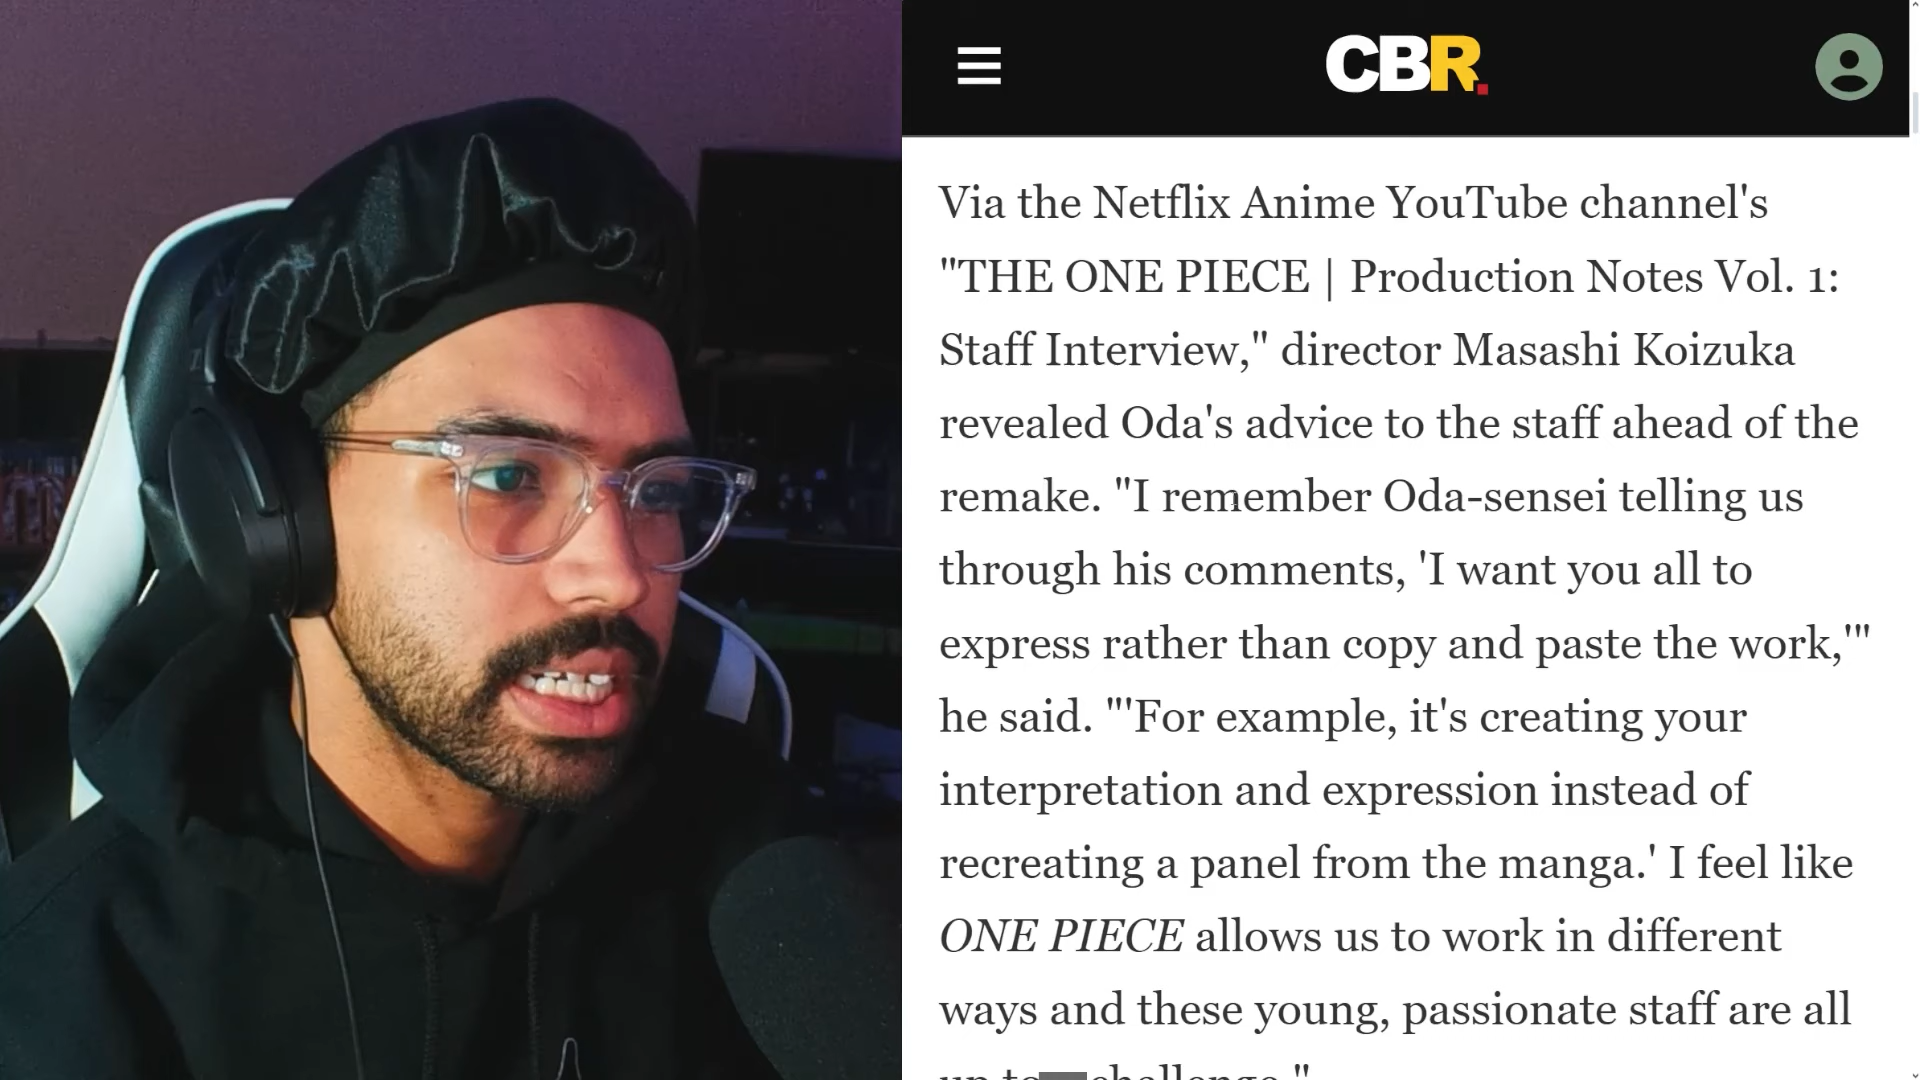 CBR.
Via the Netflix Anime YouTube channel's
"THE ONE PIECE | Production Notes Vol. 1:
Staff Interview," director Masashi Koizuka
revealed Oda's advice to the staff ahead of the
remake. "I remember Oda-sensei telling us
through his comments, 'I want you all to
express rather than copy and paste the work,'"
he said. "'For example, it's creating your
interpretation and expression instead of
recreating a panel from the manga.' I feel like
ONE PIECE allows us to work in different
ways and these young, passionate staff are all
up to challenge."